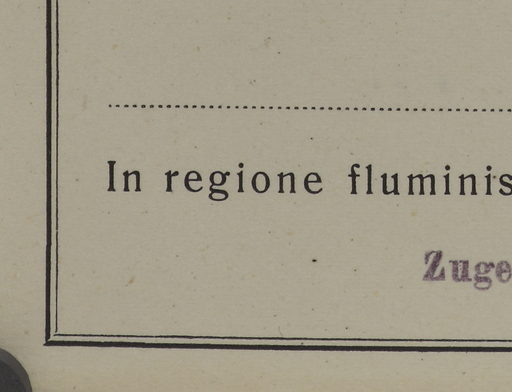 In regione fluminis
Zuge